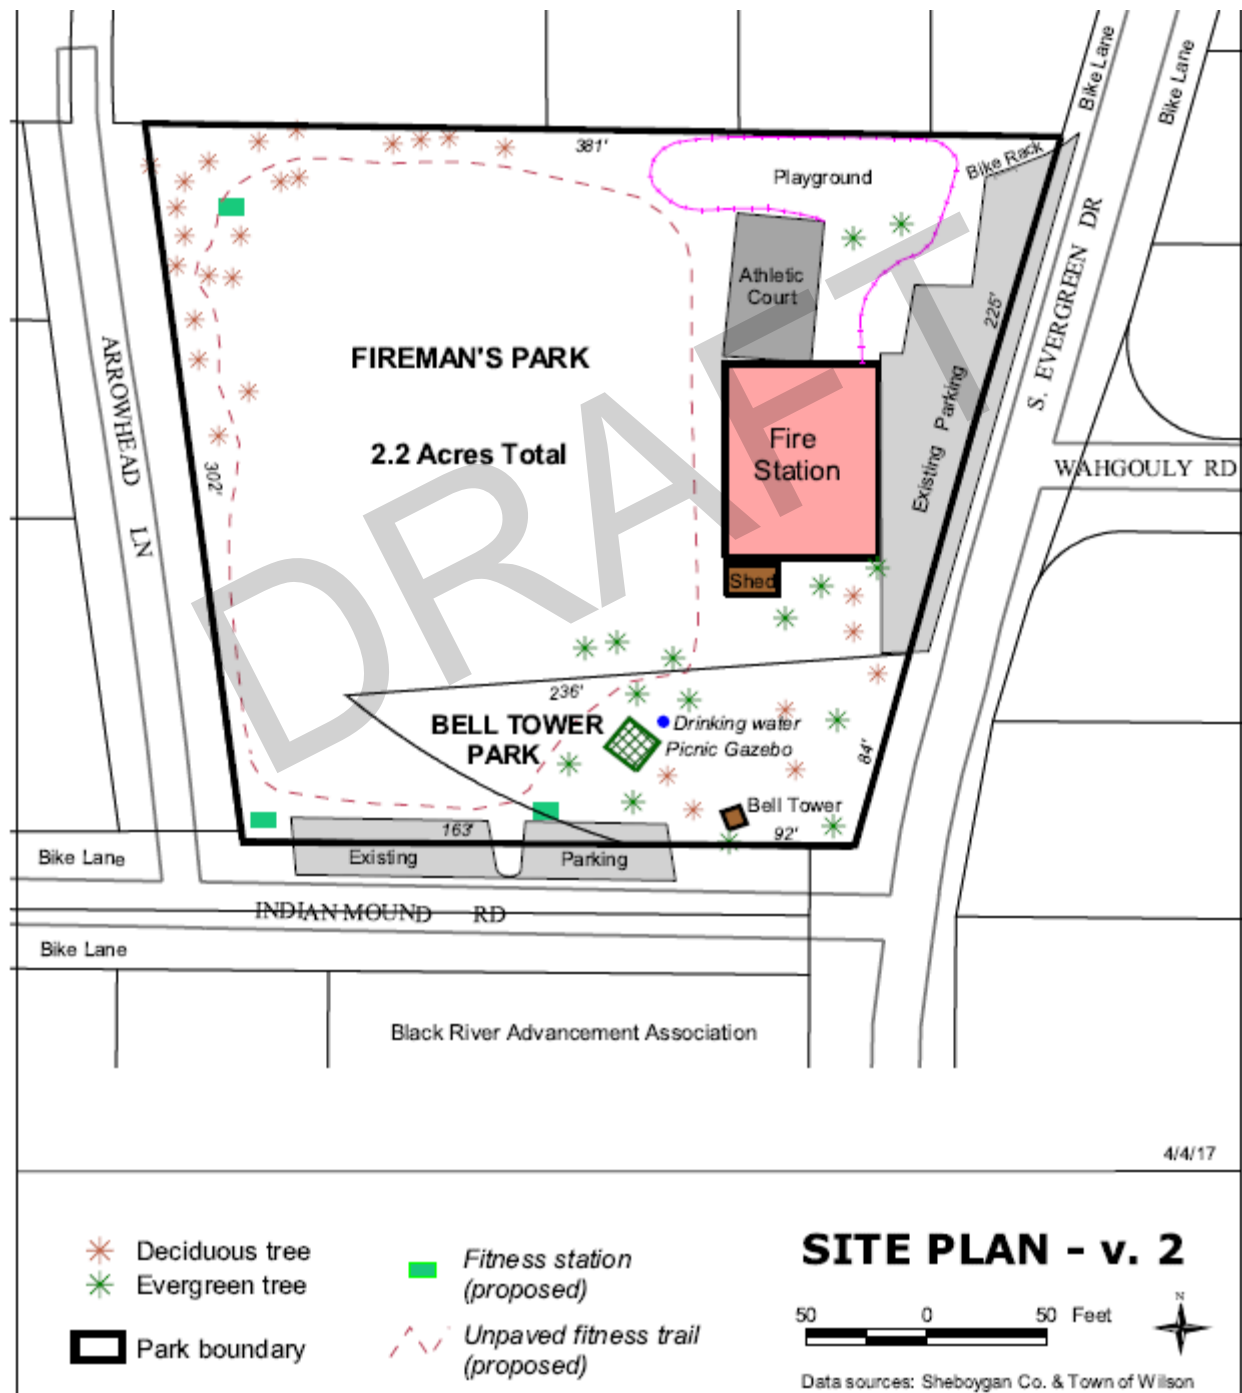 Bike Lane
Bike Lane
381'
Bike Rack
Playground
Athletic
Court
225'
S. EVERGREEN DR
ARROWHEAD LN
FIREMAN'S PARK
2.2 Acres Total
302'
Fire
Station
Existing Parking
WAHGOULY RD
DRAFT
Shed
236'
BELL TOWER
PARK
Drinking water
Picnic Gazebo
84'
Bell Tower
163'
92'
Bike Lane
Existing Parking
INDIAN MOUND RD
Bike Lane
Black River Advancement Association
4/4/17
Deciduous tree
Evergreen tree
Park boundary
Fitness station
(proposed)
Unpaved fitness trail
(proposed)
SITE PLAN - v. 2
50 0 50 Feet
N
Data sources: Sheboygan Co. & Town of Wilson